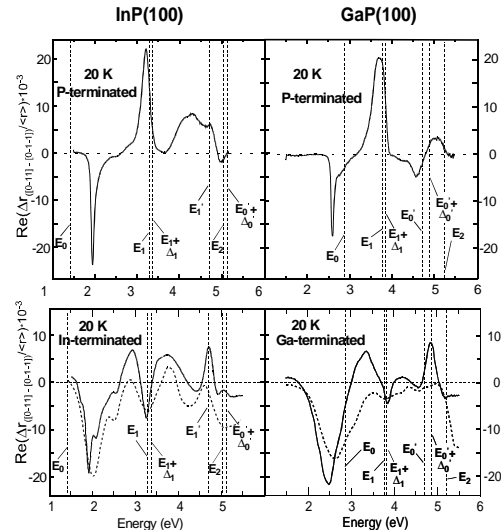 InP(100)
GaP(100)
Re(Δr([0-11] - [0-1-1])/<r>)·10⁻³
20
10
0
-10
-20
20 K
P-terminated
E₀
E₁
E₁+
Δ₁
E₁'
E₂
E₀'+
Δ₀'
1 2 3 4 5 6
20 K
P-terminated
E₀
E₁
E₁+
Δ₁
E₀'
E₀'+
Δ₀'
E₂
20
10
0
-10
-20
1 2 3 4 5 6
Re(Δr([0-11] - [0-1-1])/<r>)·10⁻³
10
0
-10
-20
20 K
In-terminated
E₀
E₁
E₁+
Δ₁
E₁'
E₂
E₀'+
Δ₀'
1 2 3 4 5 6
Energy (eV)
20 K
Ga-terminated
E₀
E₁
E₁+
Δ₁
E₀'
E₀'+
Δ₀'
E₂
10
0
-10
-20
1 2 3 4 5 6
Energy (eV)